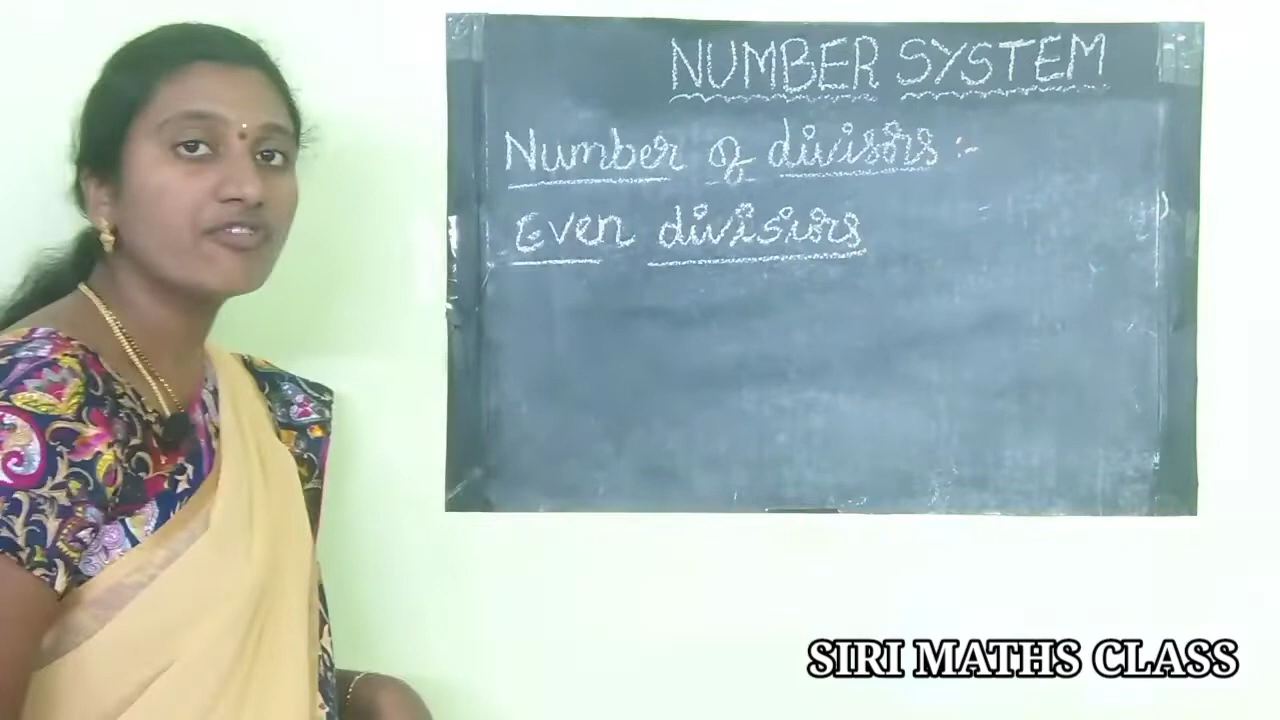 NUMBER SYSTEM
Number of divisors :-
Even divisors
SIRI MATHS CLASS